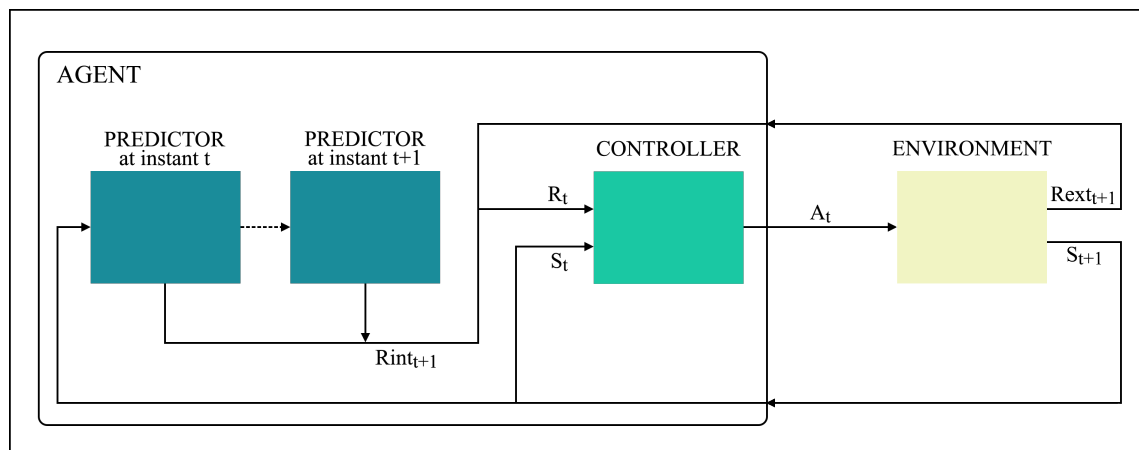 AGENT
PREDICTOR
at instant t
PREDICTOR
at instant t+1
CONTROLLER
ENVIRONMENT
Rt
St
At
Rextt+1
St+1
Rintt+1